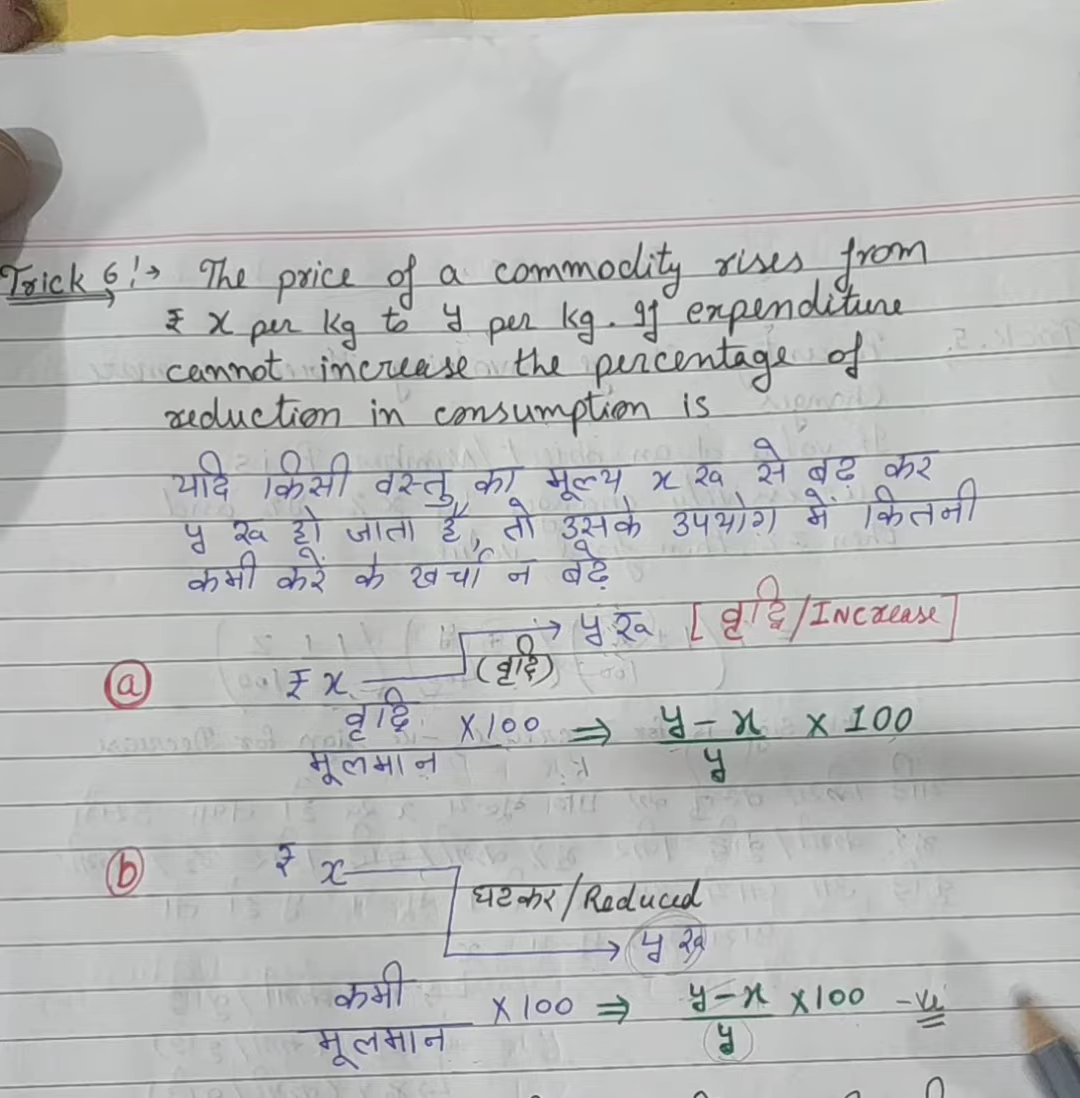 Trick 6!→ The price of a commodity rises from
₹ x per kg to y per kg. If expenditure
cannot increase the percentage of
reduction in consumption is
यदि किसी वस्तु का मूल्य x रु से बढ़ कर
y रु हो जाता है, तो उसके उपयोग में कितनी
कमी करें के खर्चा न बढ़े
→ y रु [वृद्धि/Increase]
(a) ₹ x (वृद्धि)
वृद्धि/मूलमान ×100 ⇒ y-x/y × 100
(b) ₹ x
घटकर/Reduced
→ y रु
कमी/मूलमान ×100 ⇒ y-x/y ×100 -ve